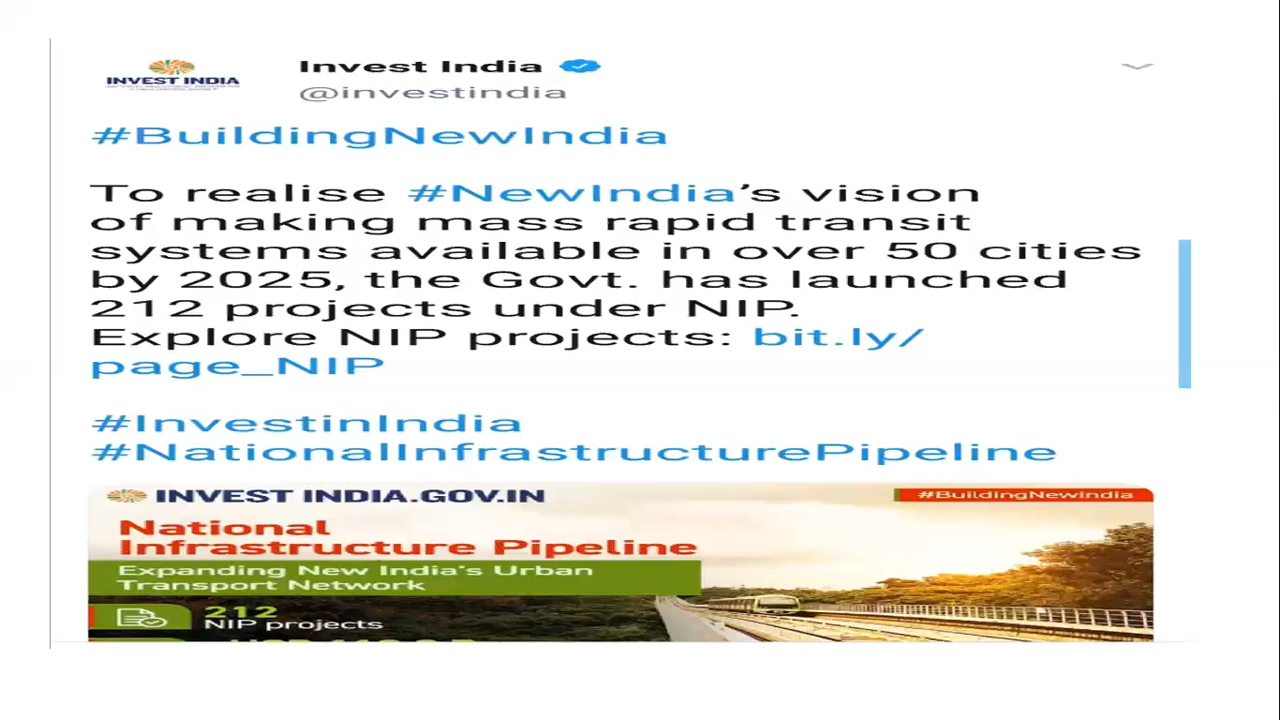 INVEST INDIA
Invest India
@investindia
#BuildingNewIndia
To realise #NewIndia’s vision
of making mass rapid transit
systems available in over 50 cities
by 2025, the Govt. has launched
212 projects under NIP.
Explore NIP projects: bit.ly/
page_NIP
#InvestinIndia
#NationalInfrastructurePipeline
INVEST INDIA.GOV.IN
#BuildingNewIndia
National
Infrastructure Pipeline
Expanding New India's Urban
Transport Network
212
NIP projects